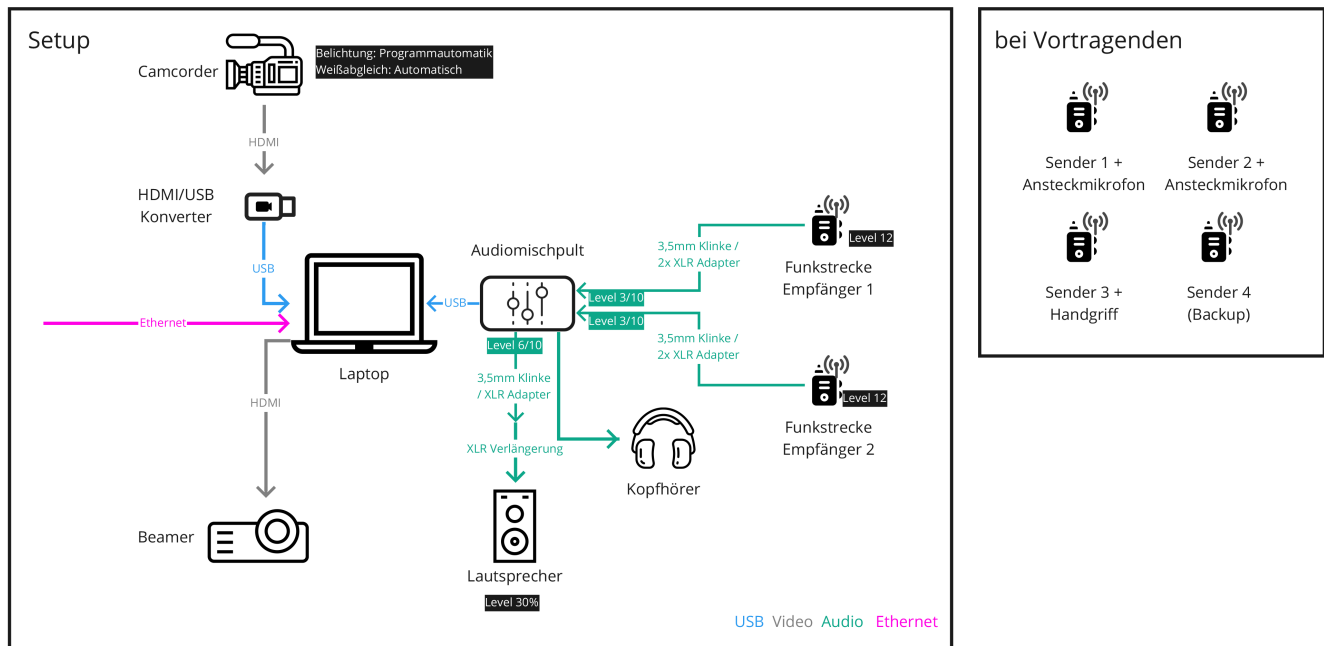 Setup
Camcorder
Belichtung: Programmautomatik
Weißabgleich: Automatisch
HDMI
HDMI/USB
Konverter
USB
Ethernet
Laptop
HDMI
Beamer
Audiomischpult
USB
Level 6/10
3,5mm Klinke
/ XLR Adapter
XLR Verlängerung
Lautsprecher
Level 30%
Kopfhörer
3,5mm Klinke /
2x XLR Adapter
Level 3/10
Level 3/10
3,5mm Klinke /
2x XLR Adapter
Level 12
Funkstrecke
Empfänger 1
Level 12
Funkstrecke
Empfänger 2
USB Video Audio Ethernet
bei Vortragenden
Sender 1 +
Ansteckmikrofon
Sender 2 +
Ansteckmikrofon
Sender 3 +
Handgriff
Sender 4
(Backup)